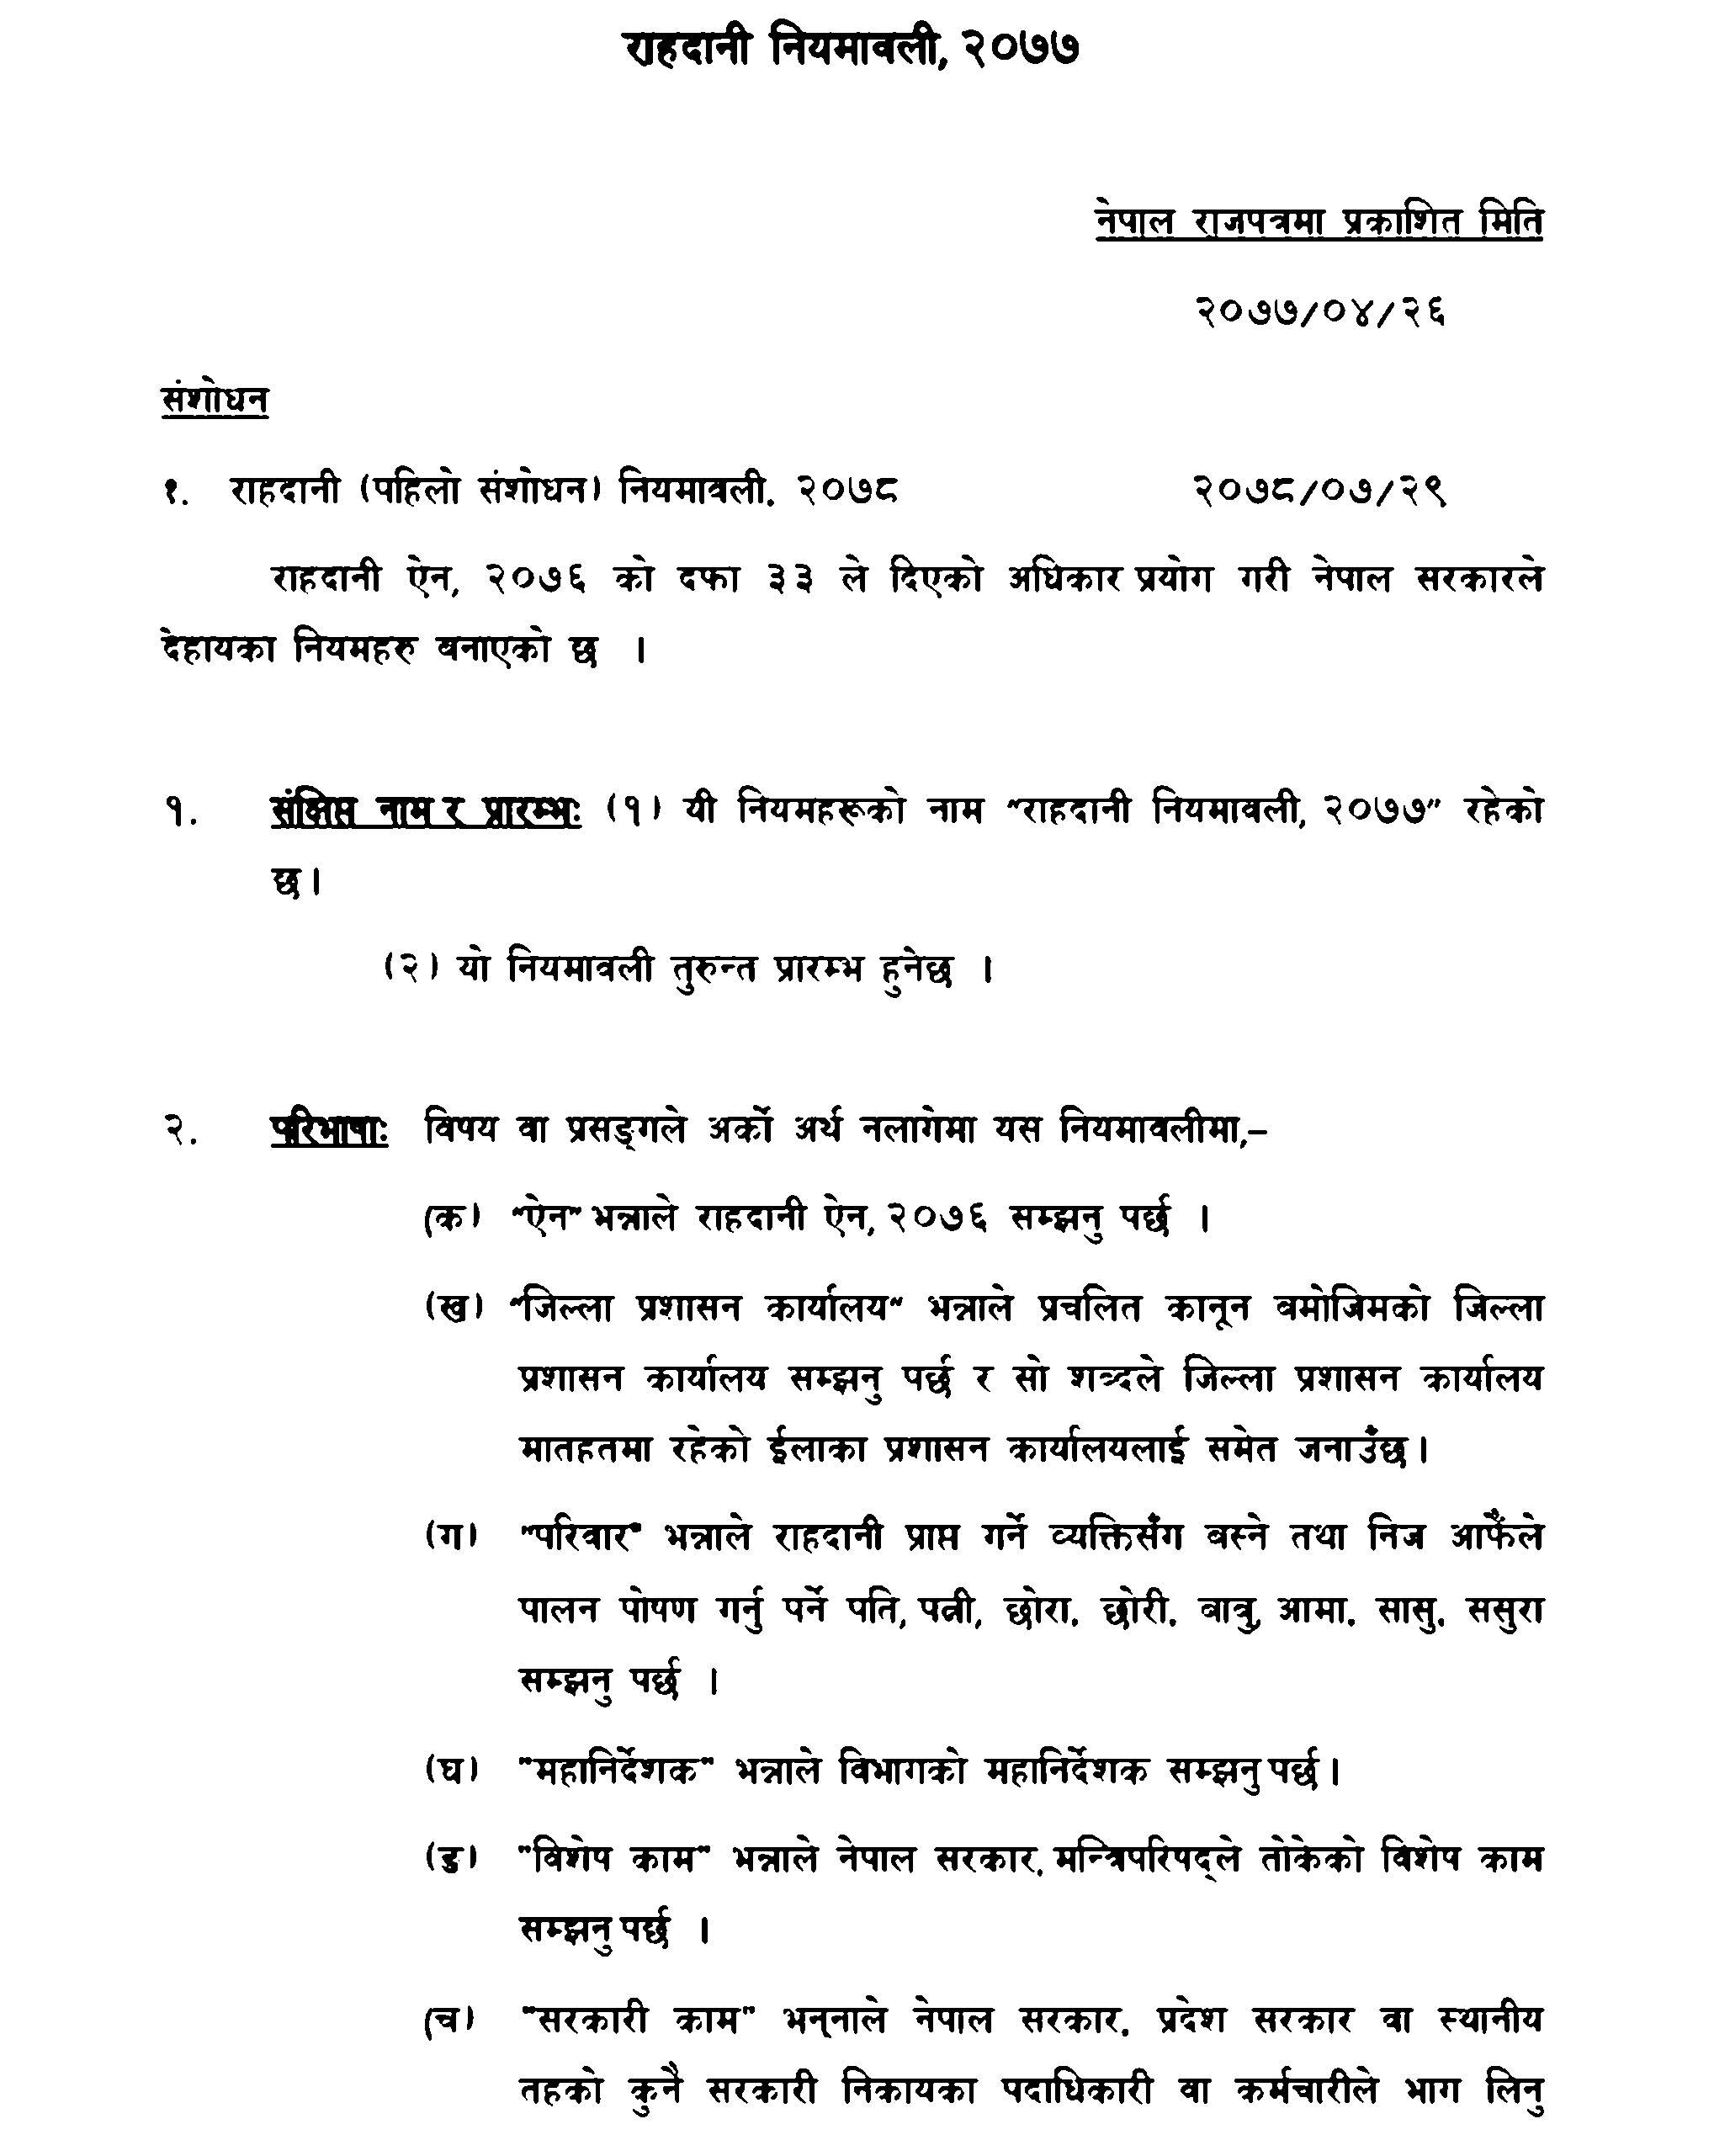 राहदानी नियमावली, २०७७
नेपाल राजपत्रमा प्रकाशित मिति
२०७७/०४/२६
संशोधन
१. राहदानी (पहिलो संशोधन) नियमावली, २०७८ २०७८/०७/२९
राहदानी ऐन, २०७६ को दफा ३३ ले दिएको अधिकार प्रयोग गरी नेपाल सरकारले
देहायका नियमहरु बनाएको छ ।
१. संक्षिप्त नाम र प्रारम्भः (१) यी नियमहरूको नाम "राहदानी नियमावली, २०७७" रहेको
छ।
(२) यो नियमावली तुरुन्त प्रारम्भ हुनेछ ।
२. परिभाषाः विषय वा प्रसङ्गले अर्को अर्थ नलागेमा यस नियमावलीमा,–
(क) "ऐन" भन्नाले राहदानी ऐन, २०७६ सम्झनु पर्छ ।
(ख) "जिल्ला प्रशासन कार्यालय" भन्नाले प्रचलित कानून बमोजिमको जिल्ला
प्रशासन कार्यालय सम्झनु पर्छ र सो शब्दले जिल्ला प्रशासन कार्यालय
मातहतमा रहेको ईलाका प्रशासन कार्यालयलाई समेत जनाउँछ।
(ग) "परिवार" भन्नाले राहदानी प्राप्त गर्ने व्यक्तिसँग बस्ने तथा निज आफैँले
पालन पोषण गर्नु पर्ने पति, पत्नी, छोरा, छोरी, बाबु, आमा, सासु, ससुरा
सम्झनु पर्छ ।
(घ) "महानिर्देशक" भन्नाले विभागको महानिर्देशक सम्झनु पर्छ।
(ङ) "विशेष काम" भन्नाले नेपाल सरकार, मन्त्रिपरिषद्ले तोकेको विशेष काम
सम्झनु पर्छ ।
(च) "सरकारी काम" भन्‌नाले नेपाल सरकार, प्रदेश सरकार वा स्थानीय
तहको कुनै सरकारी निकायका पदाधिकारी वा कर्मचारीले भाग लिनु